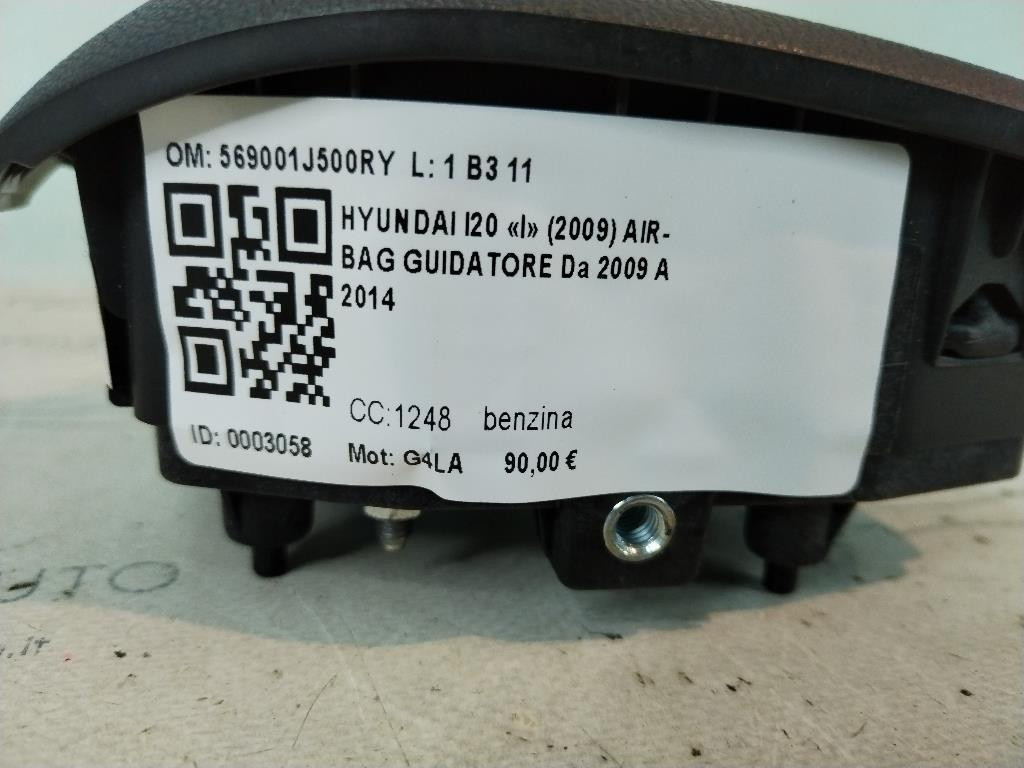 OM: 569001J500RY L: 1 B3 11
HYUNDAI I20 «I» (2009) AIR-
BAG GUIDATORE Da 2009 A
2014
CC:1248 benzina
ID: 0003058
Mot: G4LA 90,00 €